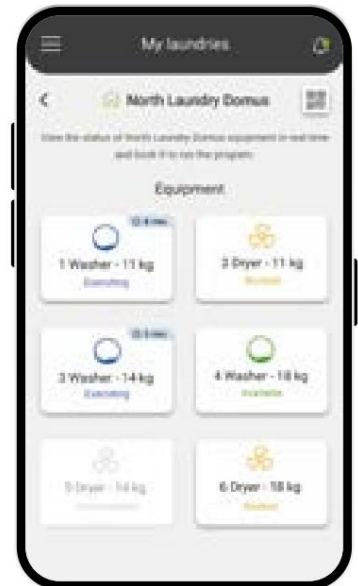 My laundries
North Laundry Domus
View the status of North Laundry Domus equipment in real time
and book it to run the program.
Equipment
1 Washer - 11 kg
Executing
2 Dryer - 11 kg
Booked
3 Washer - 14 kg
Executing
4 Washer - 18 kg
Available
5 Dryer - 14 kg
6 Dryer - 18 kg
Booked